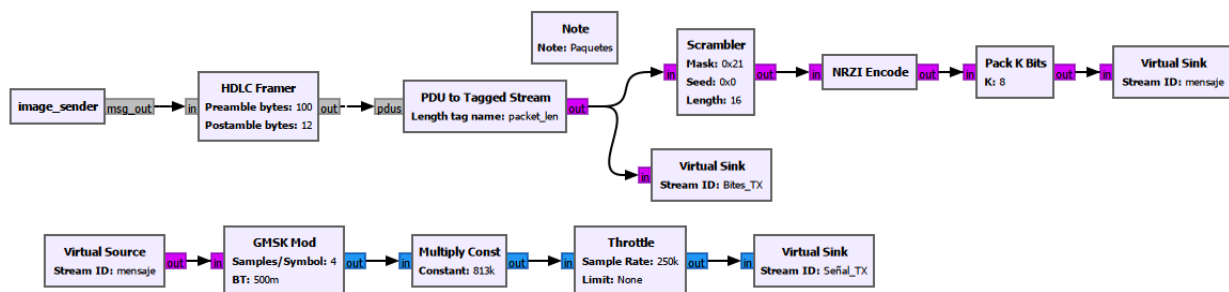 Note
Note: Paquetes
image_sender
msg_out
in
HDLC Framer
Preamble bytes: 100
Postamble bytes: 12
out
pdus
PDU to Tagged Stream
Length tag name: packet_len
out
in
Scrambler
Mask: 0x21
Seed: 0x0
Length: 16
out
in
NRZI Encode
out
in
Pack K Bits
K: 8
out
in
Virtual Sink
Stream ID: mensaje
in
Virtual Sink
Stream ID: Bites_TX
Virtual Source
Stream ID: mensaje
out
in
GMSK Mod
Samples/Symbol: 4
BT: 500m
out
in
Multiply Const
Constant: 813k
out
in
Throttle
Sample Rate: 250k
Limit: None
out
in
Virtual Sink
Stream ID: Señal_TX